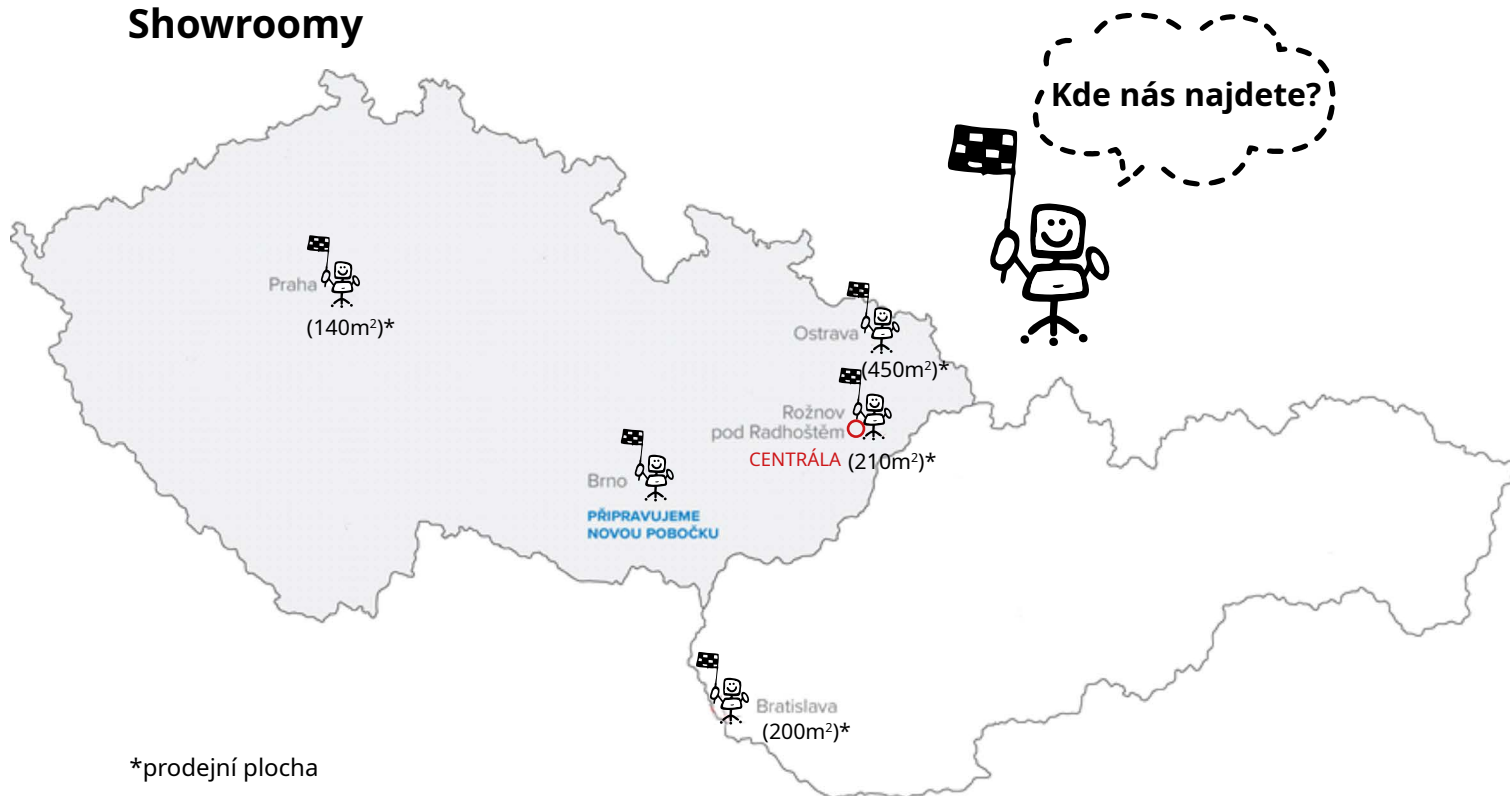 Showroomy
Kde nás najdete?
Praha
(140m²)*
Ostrava
(450m²)*
Rožnov
pod Radhoštěm
CENTRÁLA (210m²)*
Brno
PŘIPRAVUJEME
NOVOU POBOČKU
Bratislava
(200m²)*
*prodejní plocha